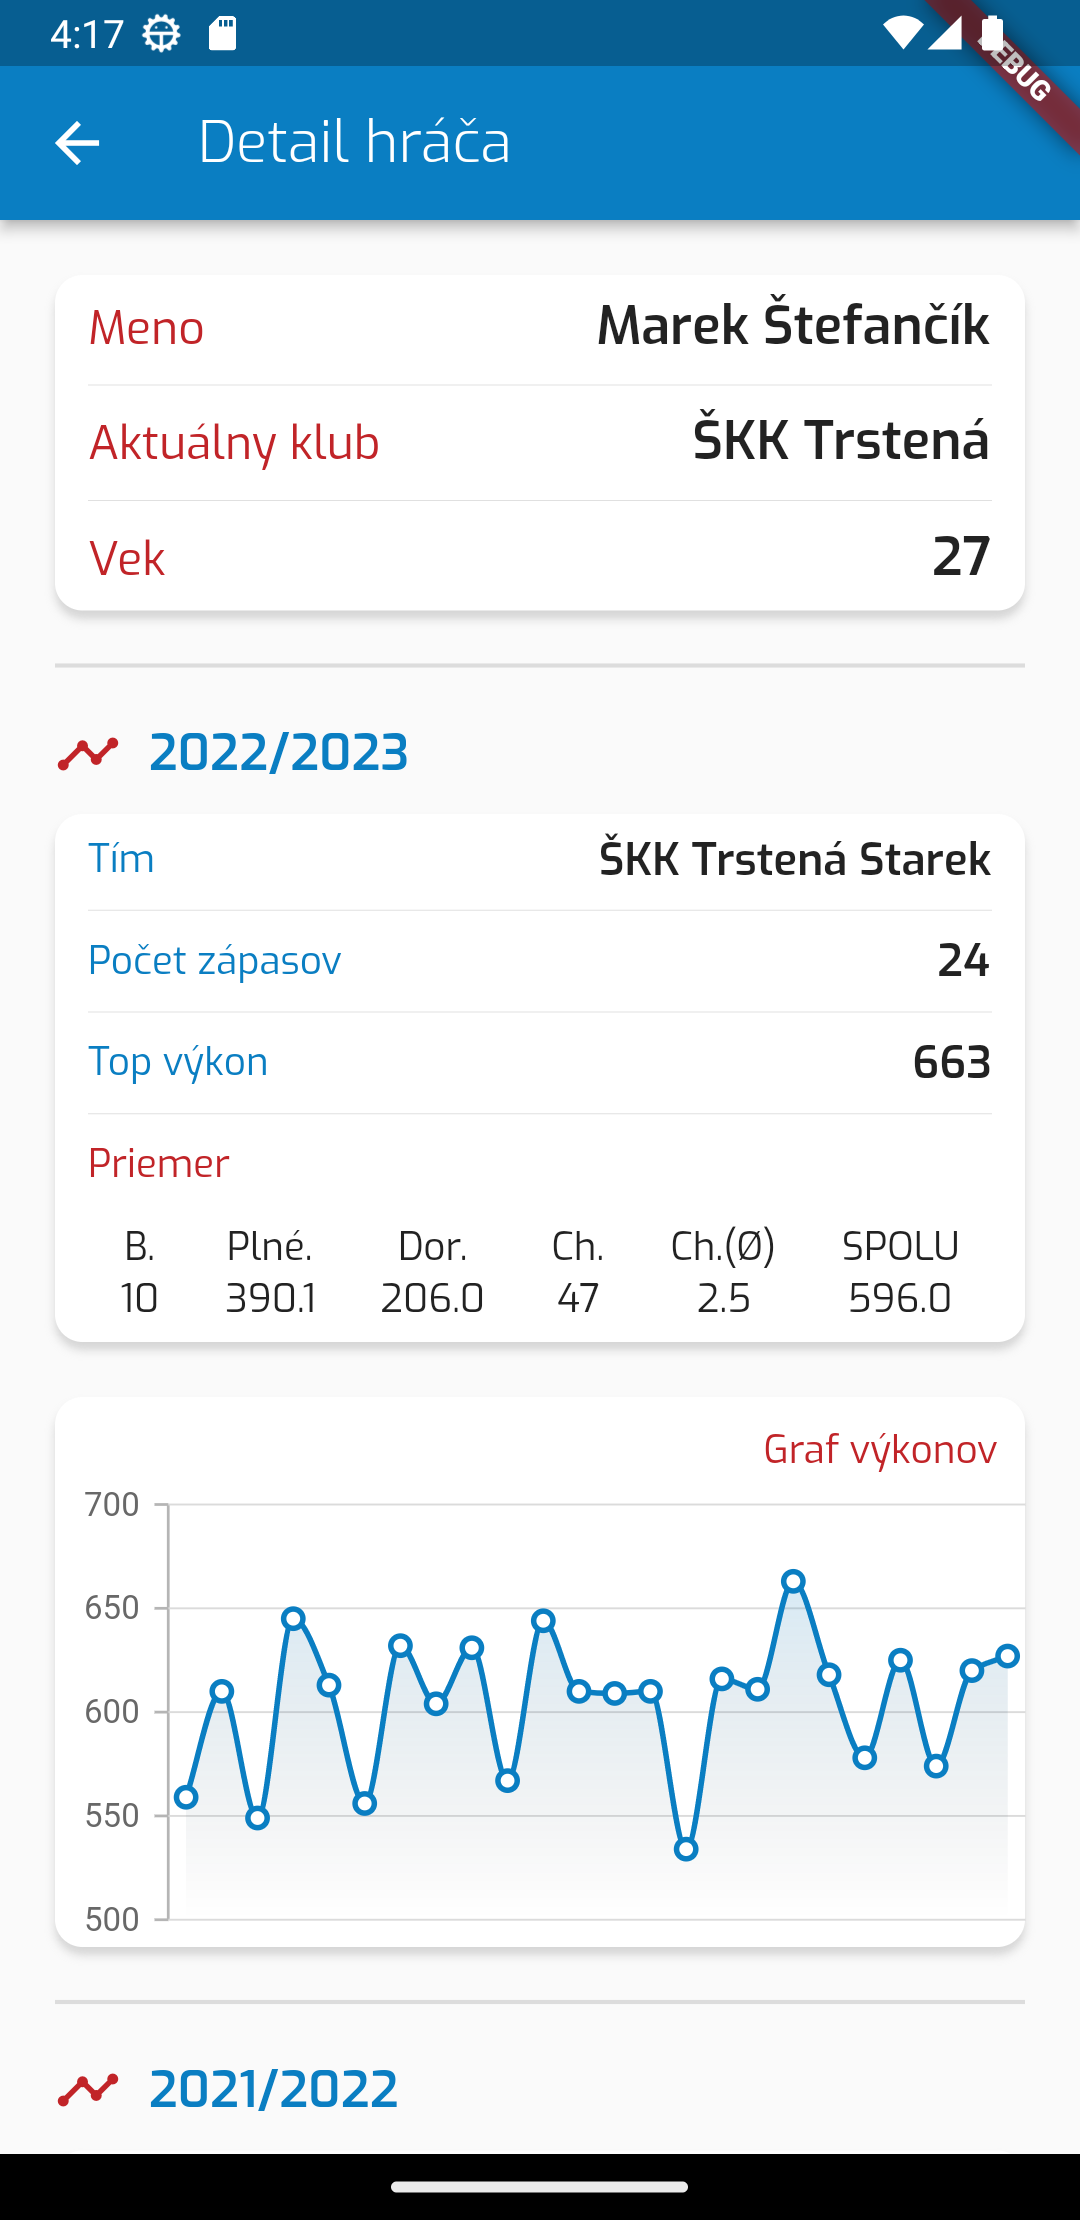 4:17
DEBUG
Detail hráča
Meno Marek Štefančík
Aktuálny klub ŠKK Trstená
Vek 27
2022/2023
Tím ŠKK Trstená Starek
Počet zápasov 24
Top výkon 663
Priemer
B. Plné. Dor. Ch. Ch.(Ø) SPOLU
10 390.1 206.0 47 2.5 596.0
Graf výkonov
700
650
600
550
500
2021/2022